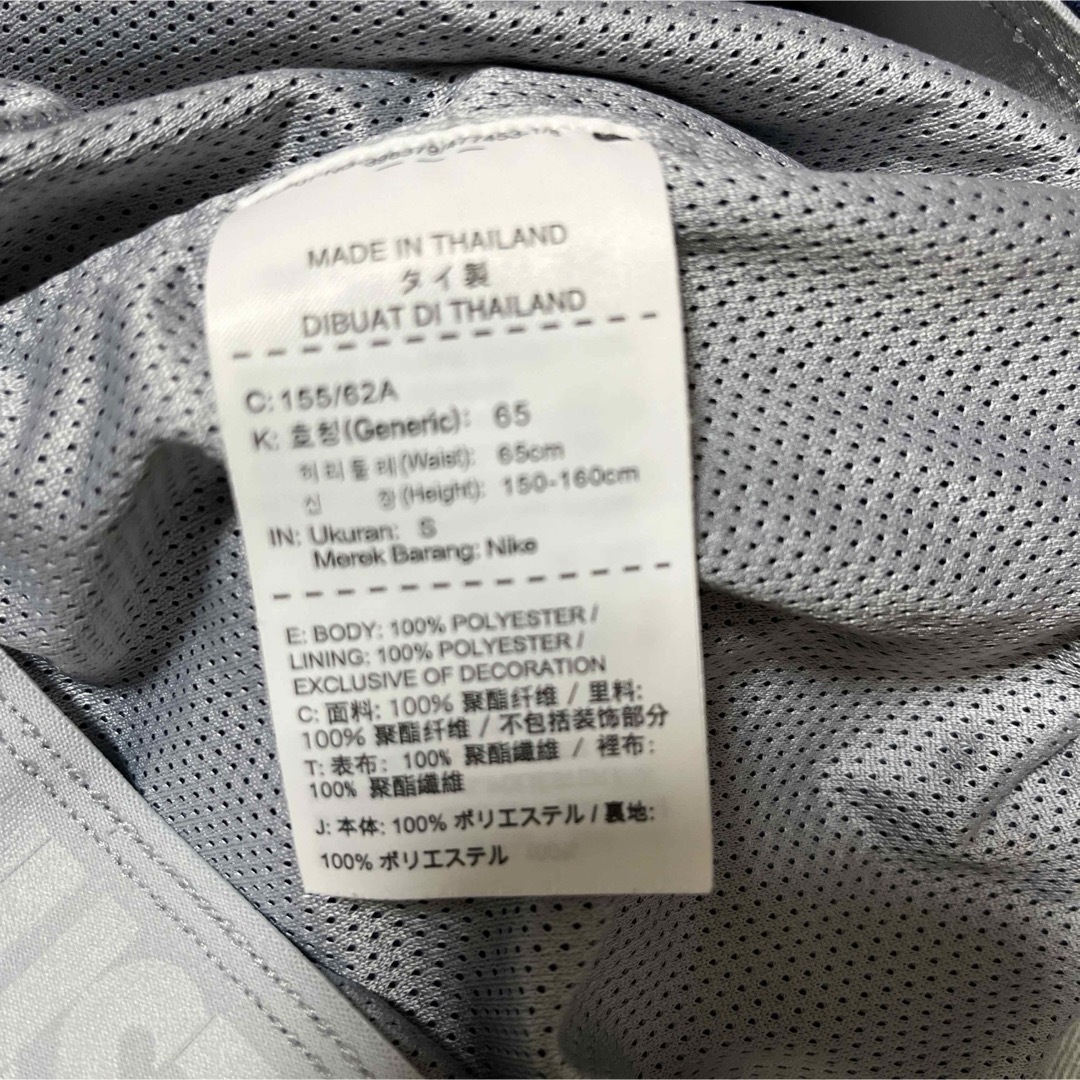 MADE IN THAILAND
タイ製
DIBUAT DI THAILAND
C: 155/62A
K: 호칭(Generic): 65
허리둘레(Waist): 65cm
신 장(Height): 150-160cm
IN: Ukuran: S
Merek Barang: Nike
E: BODY: 100% POLYESTER /
LINING: 100% POLYESTER /
EXCLUSIVE OF DECORATION
C: 面料: 100% 聚酯纤维 / 里料:
100% 聚酯纤维 / 不包括装饰部分
T: 表布: 100% 聚酯纖維 / 裡布:
100% 聚酯纖維
J: 本体: 100% ポリエステル / 裏地:
100% ポリエステル